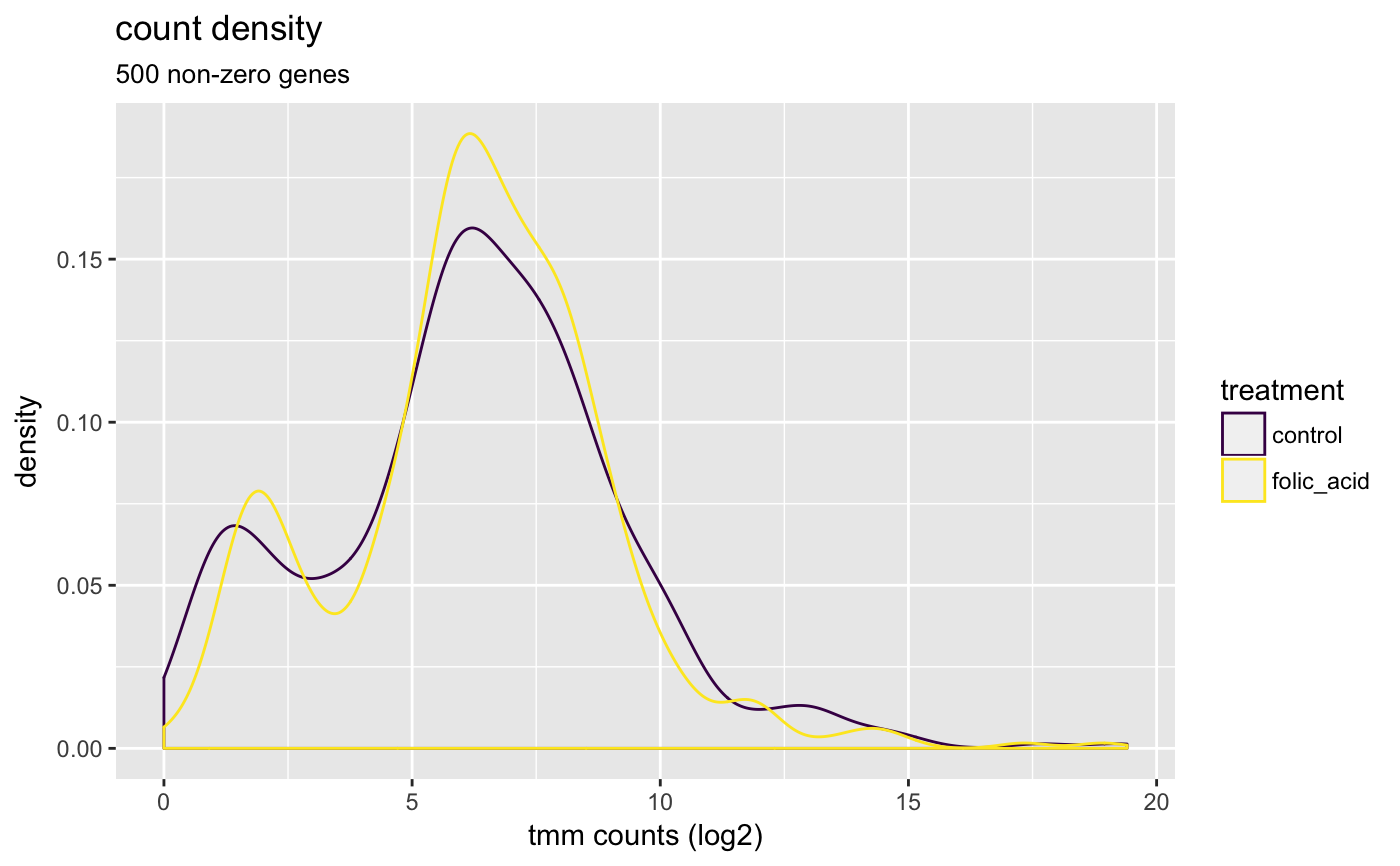 count density
500 non-zero genes
density
0.15
0.10
0.05
0.00
0 5 10 15 20
tmm counts (log2)
treatment
control
folic_acid